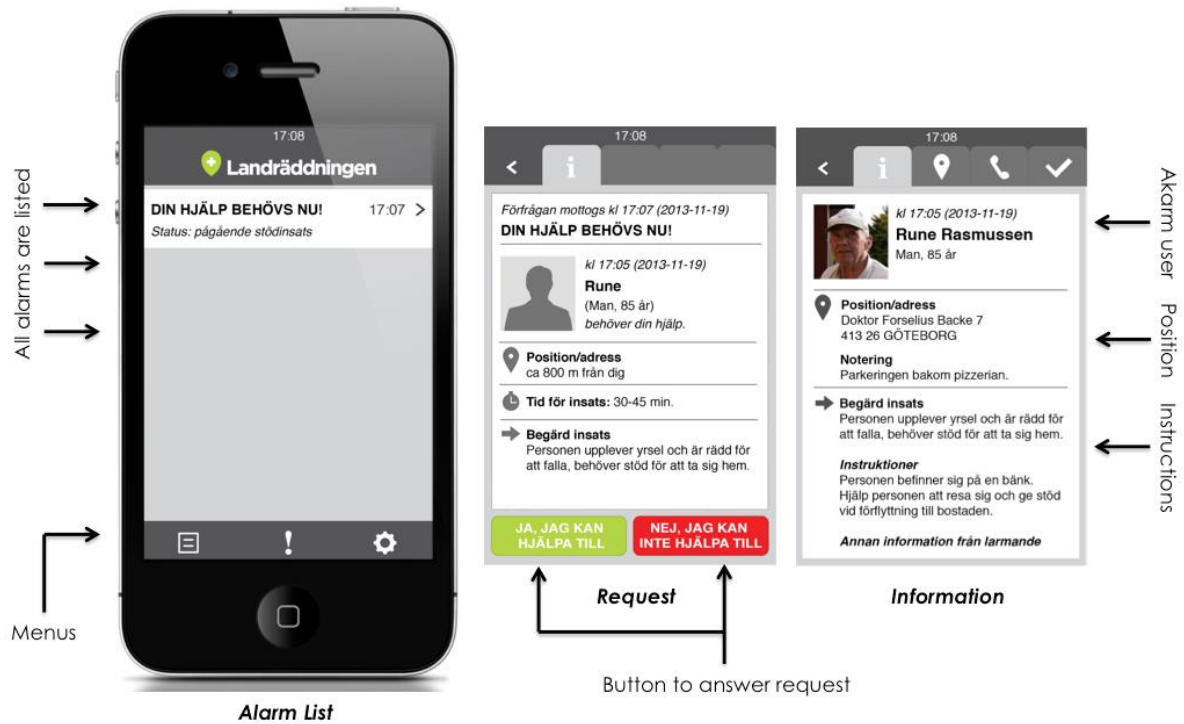 All alarms are listed
Menus
17:08
Landräddningen
DIN HJÄLP BEHÖVS NU! 17:07 >
Status: pågående stödinsats
Alarm List
17:08
<
i
Förfrågan mottogs kl 17:07 (2013-11-19)
DIN HJÄLP BEHÖVS NU!
kl 17:05 (2013-11-19)
Rune
(Man, 85 år)
behöver din hjälp.
Position/adress
ca 800 m från dig
Tid för insats: 30-45 min.
Begärd insats
Personen upplever yrsel och är rädd för
att falla, behöver stöd för att ta sig hem.
JA, JAG KAN
HJÄLPA TILL
NEJ, JAG KAN
INTE HJÄLPA TILL
Request
Button to answer request
17:08
<
i
kl 17:05 (2013-11-19)
Rune Rasmussen
Man, 85 år
Position/adress
Doktor Forselius Backe 7
413 26 GÖTEBORG
Notering
Parkeringen bakom pizzerian.
Begärd insats
Personen upplever yrsel och är rädd för
att falla, behöver stöd för att ta sig hem.
Instruktioner
Personen befinner sig på en bänk.
Hjälp personen att resa sig och ge stöd
vid förflyttning till bostaden.
Annan information från larmande
Information
Akarm user
Position
Instructions